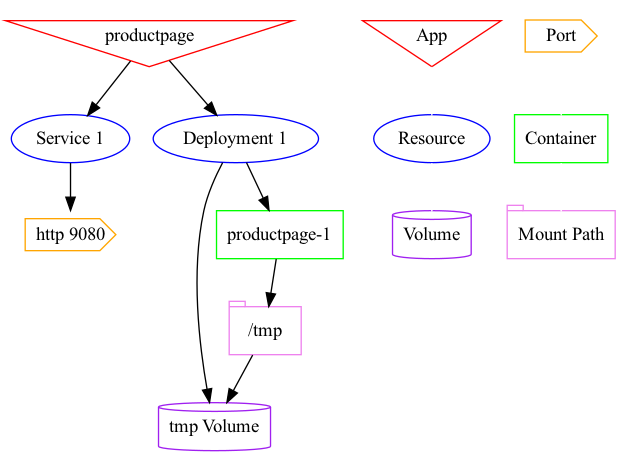 productpage
App
Port
Service 1
Deployment 1
Resource
Container
http 9080
productpage-1
Volume
Mount Path
/tmp
tmp Volume